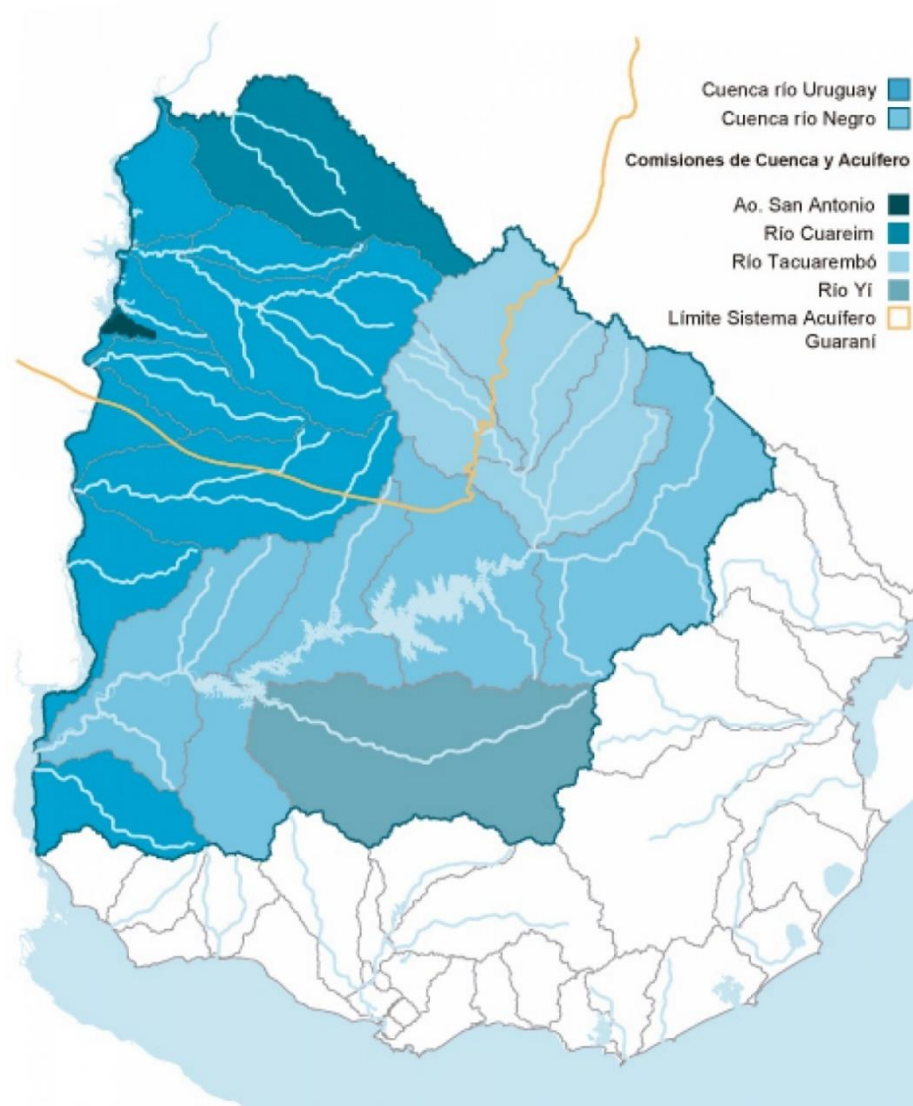 Cuenca río Uruguay
Cuenca río Negro
Comisiones de Cuenca y Acuífero
Ao. San Antonio
Río Cuareim
Río Tacuarembó
Río Yí
Límite Sistema Acuífero
Guaraní